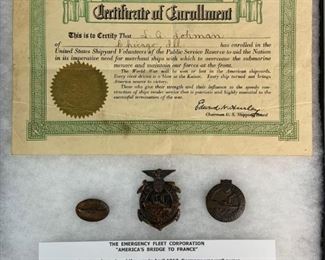 Certificate of Enrollment
This is to Certify That
Chicago, Ill has enrolled in the
United States Shipyard Volunteers of the Public Service Reserve to aid the Nation
in its imperative need for merchant ships with which to overcome the submarine
menace and maintain our forces at the front.
The World War will be won or lost in the American shipyards.
Every rivet driven is a blow at the Kaiser. Every ship turned out brings
America nearer to victory.
Those who give their strength and their influence to the speedy con-
struction of ships render service that is patriotic and highly essential to the
successful termination of the war.
Edward N. Hurley
Chairman U. S. Shipping Board
THE EMERGENCY FLEET CORPORATION
"AMERICA'S BRIDGE TO FRANCE"